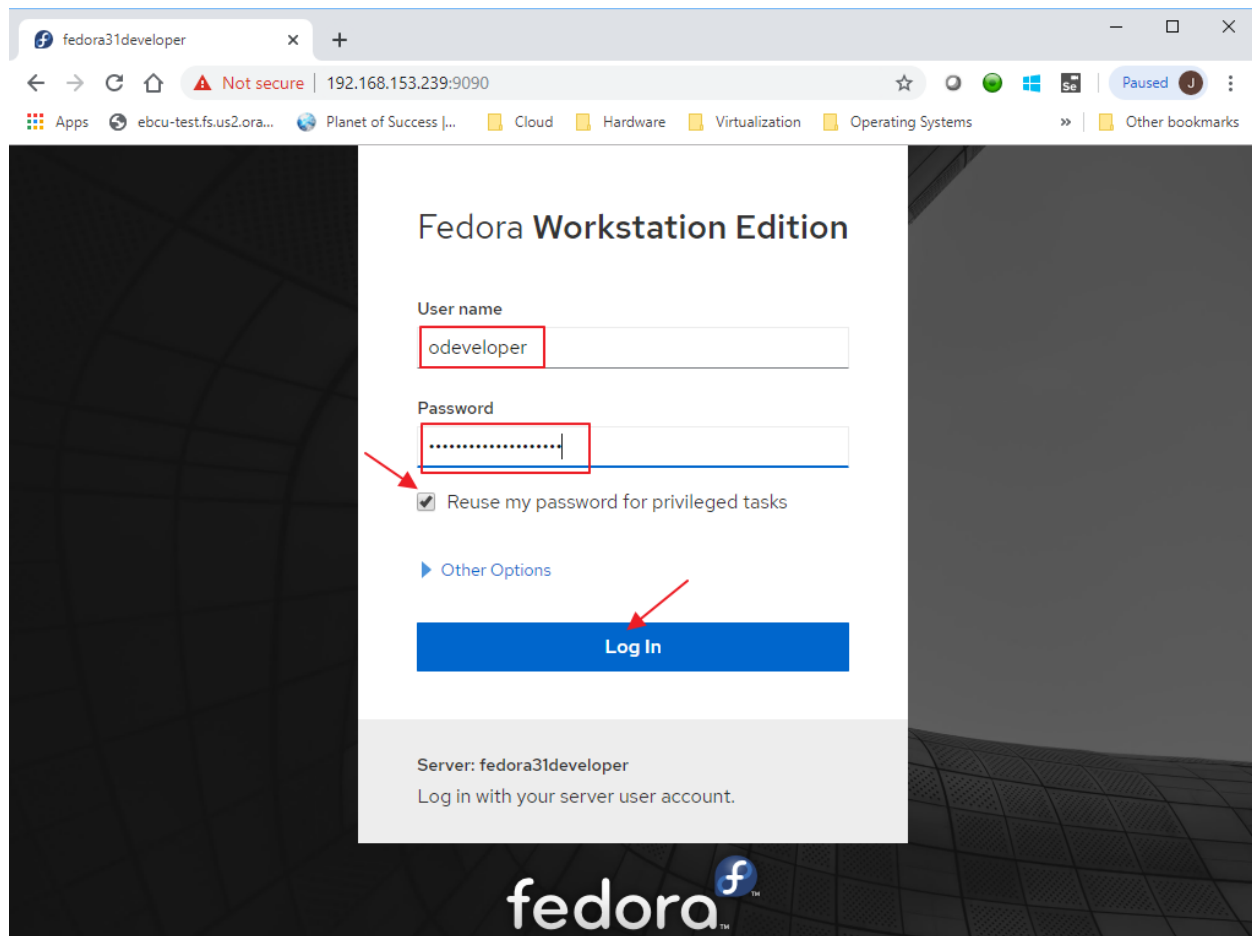 fedora31developer
Not secure | 192.168.153.239:9090
Paused J
Apps ebcu-test.fs.us2.ora... Planet of Success |... Cloud Hardware Virtualization Operating Systems » Other bookmarks
Fedora Workstation Edition
User name
odeveloper
Password
••••••••••••••••••••
Reuse my password for privileged tasks
Other Options
Log In
Server: fedora31developer
Log in with your server user account.
fedora